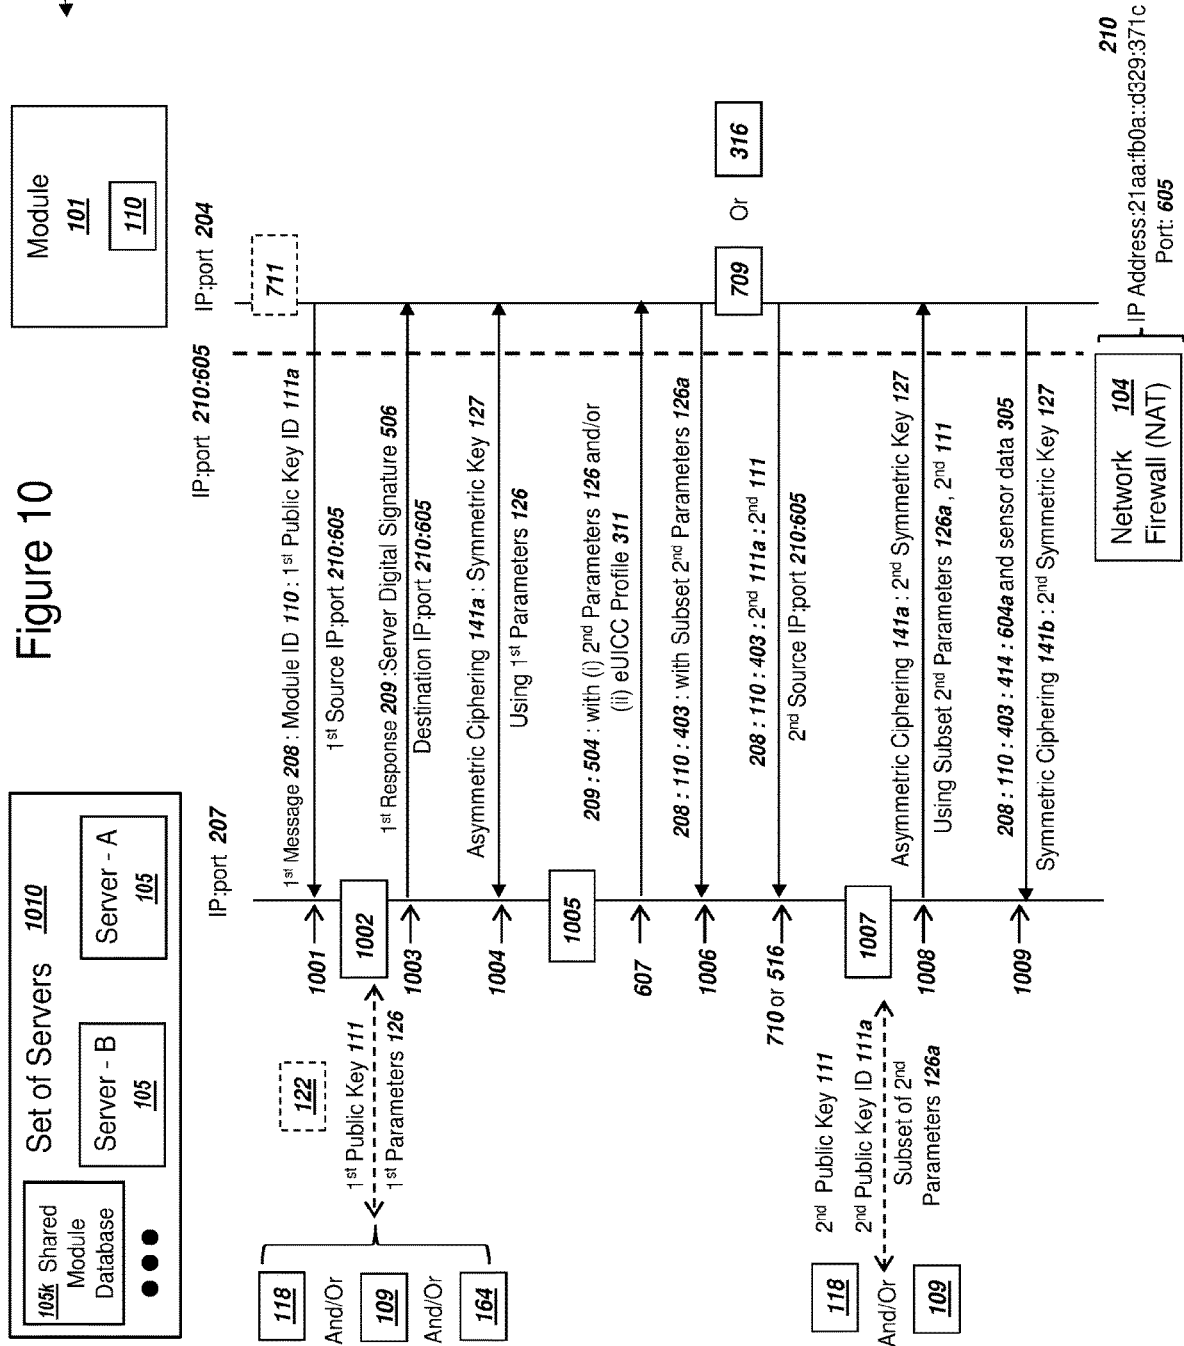 Figure 10
105k Shared
Module
Database
Set of Servers 1010
Server - B
105
Server - A
105
Module
101
110
IP:port 207
IP:port 210:605
IP:port 204
711
1001
1st Message 208 : Module ID 110 : 1st Public Key ID 111a
1st Source IP:port 210:605
122
1002
1st Public Key 111
1st Parameters 126
118
And/Or
109
And/Or
164
1003
1st Response 209 :Server Digital Signature 506
Destination IP:port 210:605
1004
Asymmetric Ciphering 141a : Symmetric Key 127
Using 1st Parameters 126
1005
607
209 : 504 : with (i) 2nd Parameters 126 and/or
(ii) eUICC Profile 311
1006
208 : 110 : 403 : with Subset 2nd Parameters 126a
709 Or 316
710 or 516
208 : 110 : 403 : 2nd 111a : 2nd 111
2nd Source IP:port 210:605
1007
2nd Public Key 111
2nd Public Key ID 111a
Subset of 2nd
Parameters 126a
118
And/Or
109
1008
Asymmetric Ciphering 141a : 2nd Symmetric Key 127
Using Subset 2nd Parameters 126a , 2nd 111
1009
208 : 110 : 403 : 414 : 604a and sensor data 305
Symmetric Ciphering 141b : 2nd Symmetric Key 127
Network 104
Firewall (NAT)
210
IP Address:21aa:fb0a::d329:371c
Port: 605